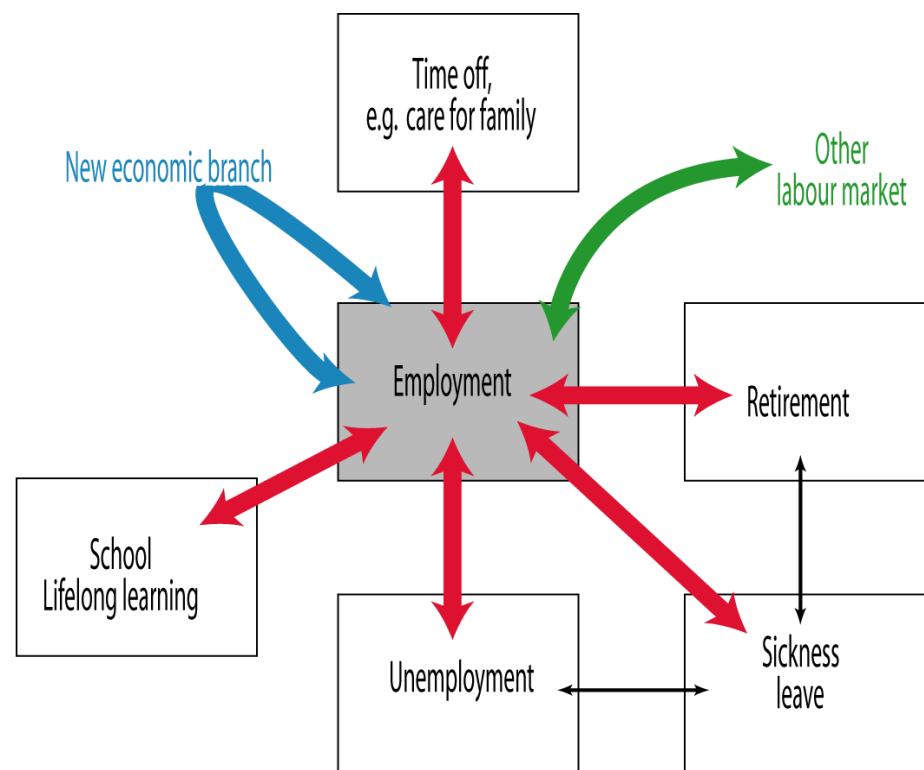 Time off,
e.g. care for family
New economic branch
Other
labour market
Employment
Retirement
School
Lifelong learning
Unemployment
Sickness
leave